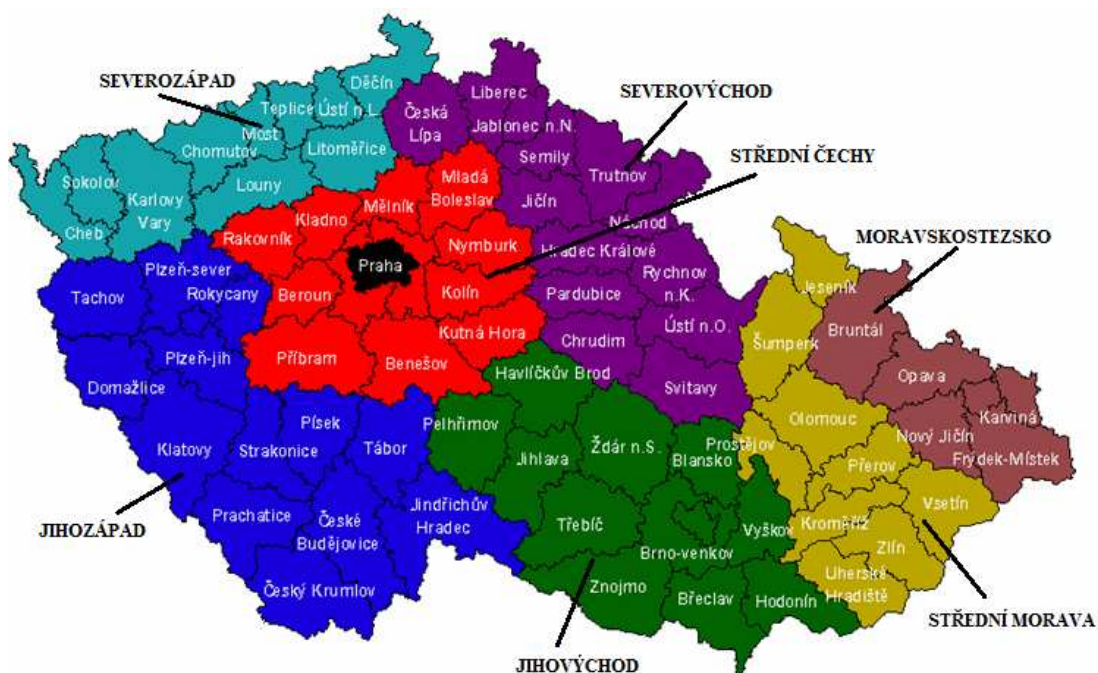 SEVEROZÁPAD
Děčín
Teplice
Ústí n.L.
Most
Chomutov
Litoměřice
Sokolov
Karlovy
Vary
Louny
Cheb
Liberec
SEVEROVÝCHOD
Česká
Lípa
Jablonec n.N.
Semily
Trutnov
STŘEDNÍ ČECHY
Mladá
Boleslav
Mělník
Jičín
Kladno
Náchod
Rakovník
Nymburk
Hradec Králové
MORAVSKOSTEZSKO
Plzeň-sever
Praha
Rychnov
n.K.
Jeseník
Tachov
Rokycany
Beroun
Kolín
Pardubice
Kutná Hora
Ústí n.O.
Bruntál
Chrudim
Šumperk
Plzeň-jih
Příbram
Benešov
Havlíčkův Brod
Opava
Domažlice
Svitavy
Písek
Pelhřimov
Olomouc
Karviná
Klatovy
Strakonice
Tábor
Jihlava
Žďár n.S.
Blansko
Prostějov
Nový Jičín
Přerov
Frýdek-Místek
Jindřichův
Hradec
Vsetín
Prachatice
České
Budějovice
JIHOZÁPAD
Třebíč
Vyškov
Kroměříž
Zlín
Brno-venkov
Uherské
Hradiště
Český Krumlov
Znojmo
Břeclav
Hodonín
STŘEDNÍ MORAVA
JIHOVÝCHOD